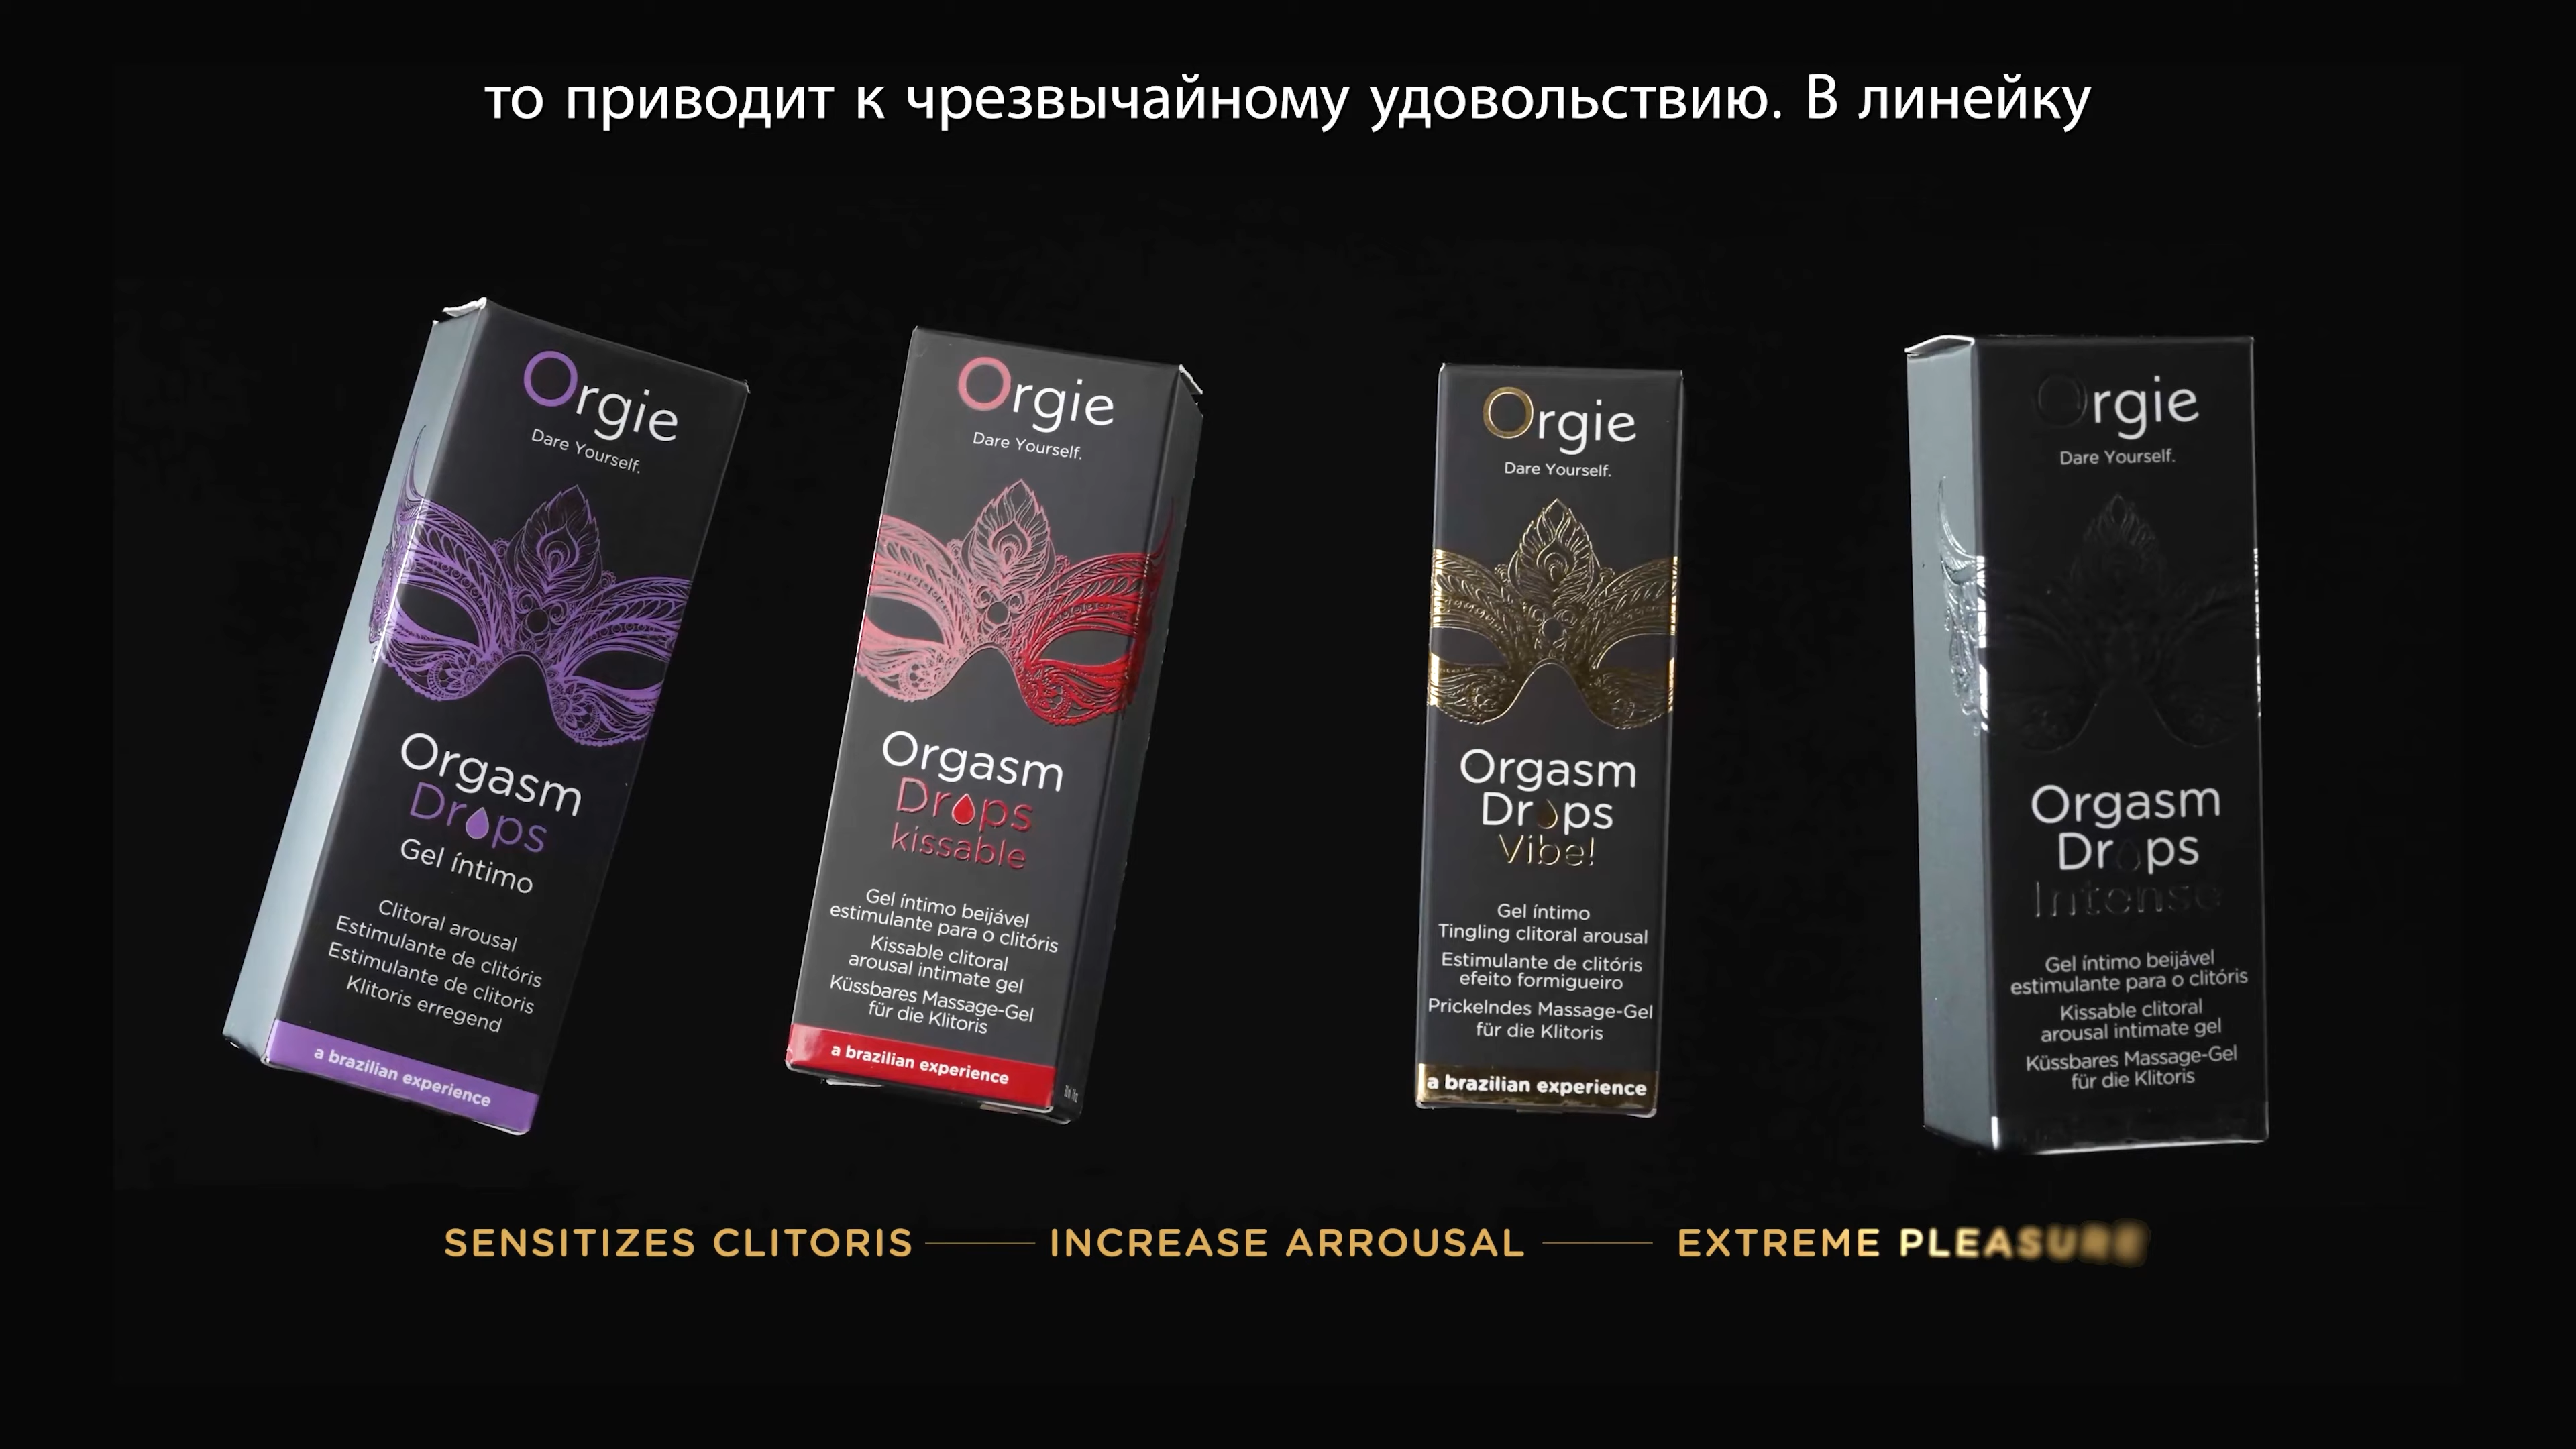 то приводит к чрезвычайному удовольствию. В линейку
Orgie
Dare Yourself.
Orgasm
Drops
Gel íntimo
Clitoral arousal
Estimulante de clitóris
Estimulante de clitoris
Klitoris erregend
a brazilian experience
Orgie
Dare Yourself.
Orgasm
Drops
kissable
Gel íntimo beijável
estimulante para o clitóris
Kissable clitoral
arousal intimate gel
Küssbares Massage-Gel
für die Klitoris
a brazilian experience
Orgie
Dare Yourself.
Orgasm
Drops
Vibe!
Gel íntimo
Tingling clitoral arousal
Estimulante de clitóris
efeito formigueiro
Prickelndes Massage-Gel
für die Klitoris
a brazilian experience
Orgie
Dare Yourself.
Orgasm
Drops
Intense
Gel íntimo beijável
estimulante para o clitóris
Kissable clitoral
arousal intimate gel
Küssbares Massage-Gel
für die Klitoris
SENSITIZES CLITORIS INCREASE ARROUSAL EXTREME PLEASURE